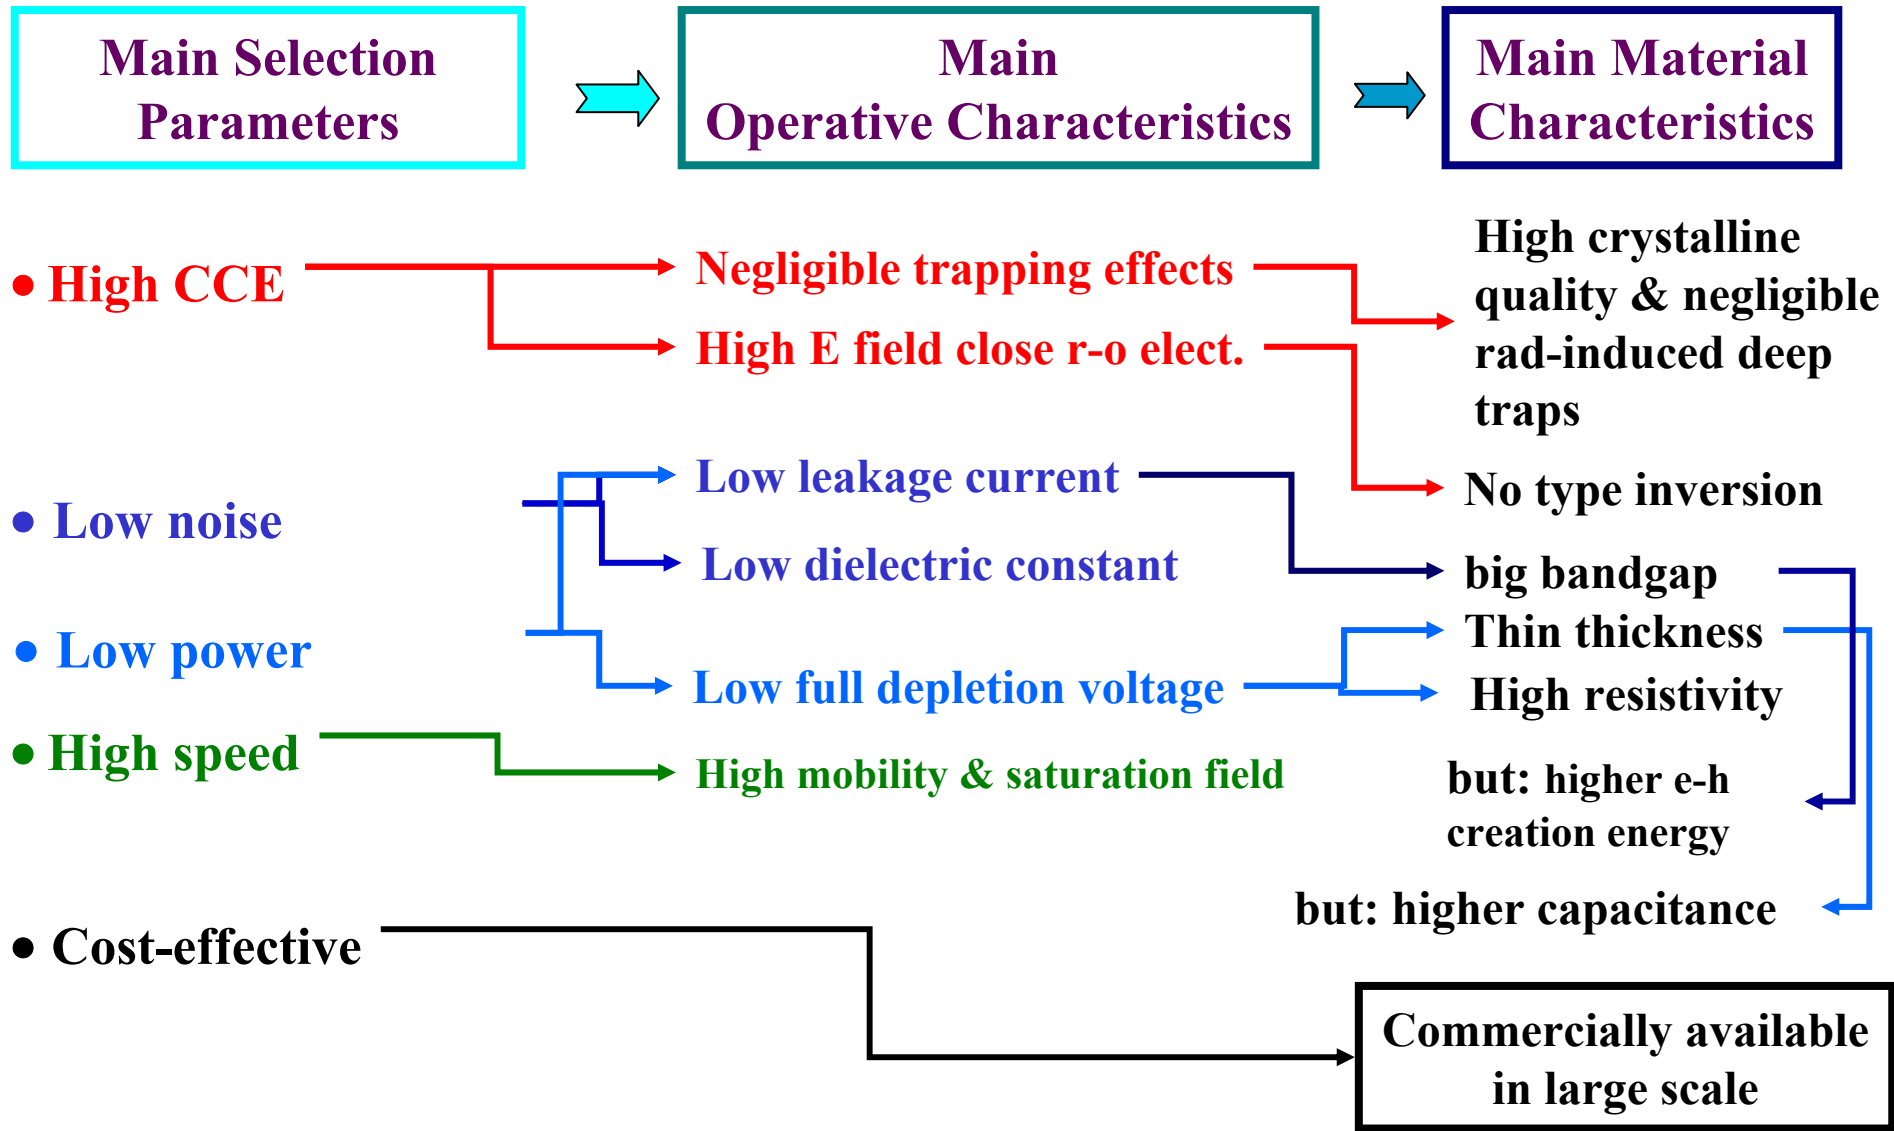 Main Selection
Parameters
Main
Operative Characteristics
Main Material
Characteristics
• High CCE
Negligible trapping effects
High E field close r-o elect.
High crystalline
quality & negligible
rad-induced deep
traps
• Low noise
Low leakage current
Low dielectric constant
No type inversion
big bandgap
• Low power
Low full depletion voltage
Thin thickness
High resistivity
• High speed
High mobility & saturation field
but: higher e-h
creation energy
but: higher capacitance
• Cost-effective
Commercially available
in large scale